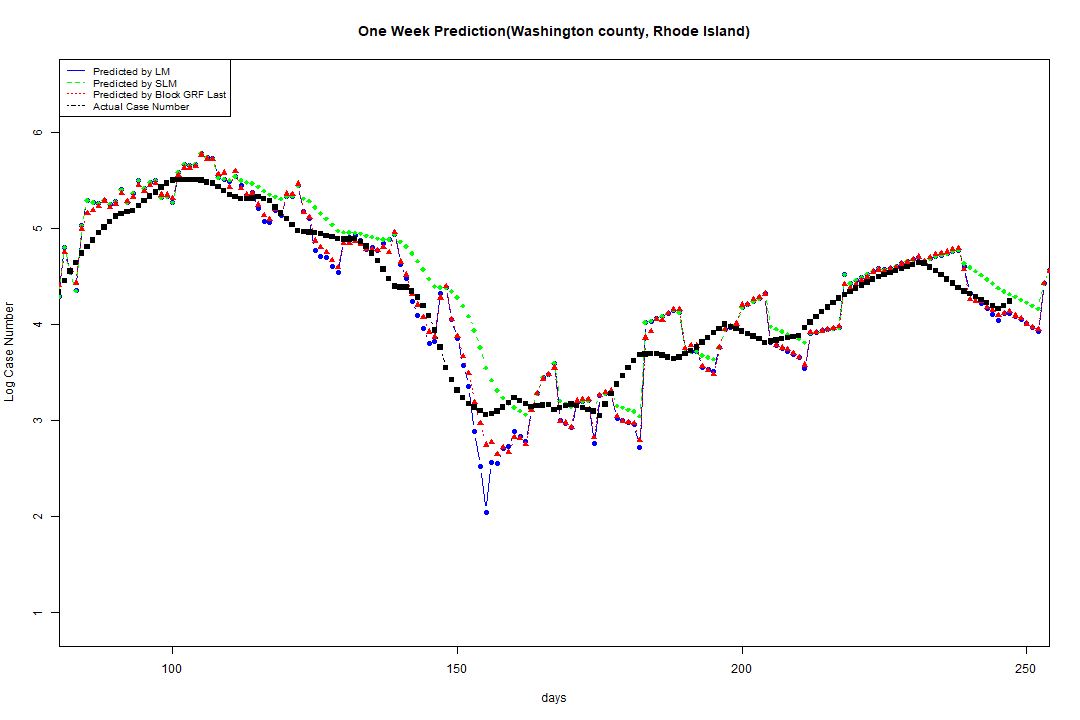 One Week Prediction(Washington county, Rhode Island)
Predicted by LM
Predicted by SLM
Predicted by Block GRF Last
Actual Case Number
6
5
4
3
2
1
Log Case Number
100 150 200 250
days